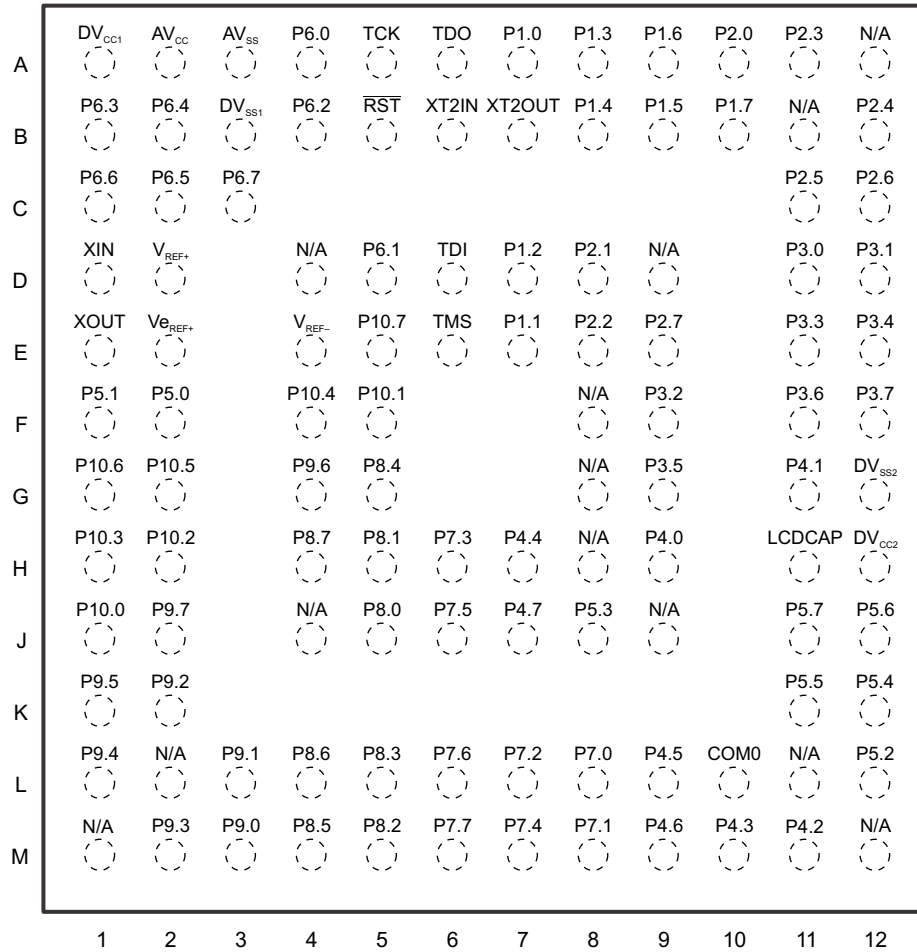 DVCC1 AVCC AVSS P6.0 TCK TDO P1.0 P1.3 P1.6 P2.0 P2.3 N/A
A
P6.3 P6.4 DVSS1 P6.2 RST XT2IN XT2OUT P1.4 P1.5 P1.7 N/A P2.4
B
P6.6 P6.5 P6.7 P2.5 P2.6
C
XIN VREF+ N/A P6.1 TDI P1.2 P2.1 N/A P3.0 P3.1
D
XOUT VeREF+ VREF– P10.7 TMS P1.1 P2.2 P2.7 P3.3 P3.4
E
P5.1 P5.0 P10.4 P10.1 N/A P3.2 P3.6 P3.7
F
P10.6 P10.5 P9.6 P8.4 N/A P3.5 P4.1 DVSS2
G
P10.3 P10.2 P8.7 P8.1 P7.3 P4.4 N/A P4.0 LCDCAP DVCC2
H
P10.0 P9.7 N/A P8.0 P7.5 P4.7 P5.3 N/A P5.7 P5.6
J
P9.5 P9.2 P5.5 P5.4
K
P9.4 N/A P9.1 P8.6 P8.3 P7.6 P7.2 P7.0 P4.5 COM0 N/A P5.2
L
N/A P9.3 P9.0 P8.5 P8.2 P7.7 P7.4 P7.1 P4.6 P4.3 P4.2 N/A
M
1 2 3 4 5 6 7 8 9 10 11 12